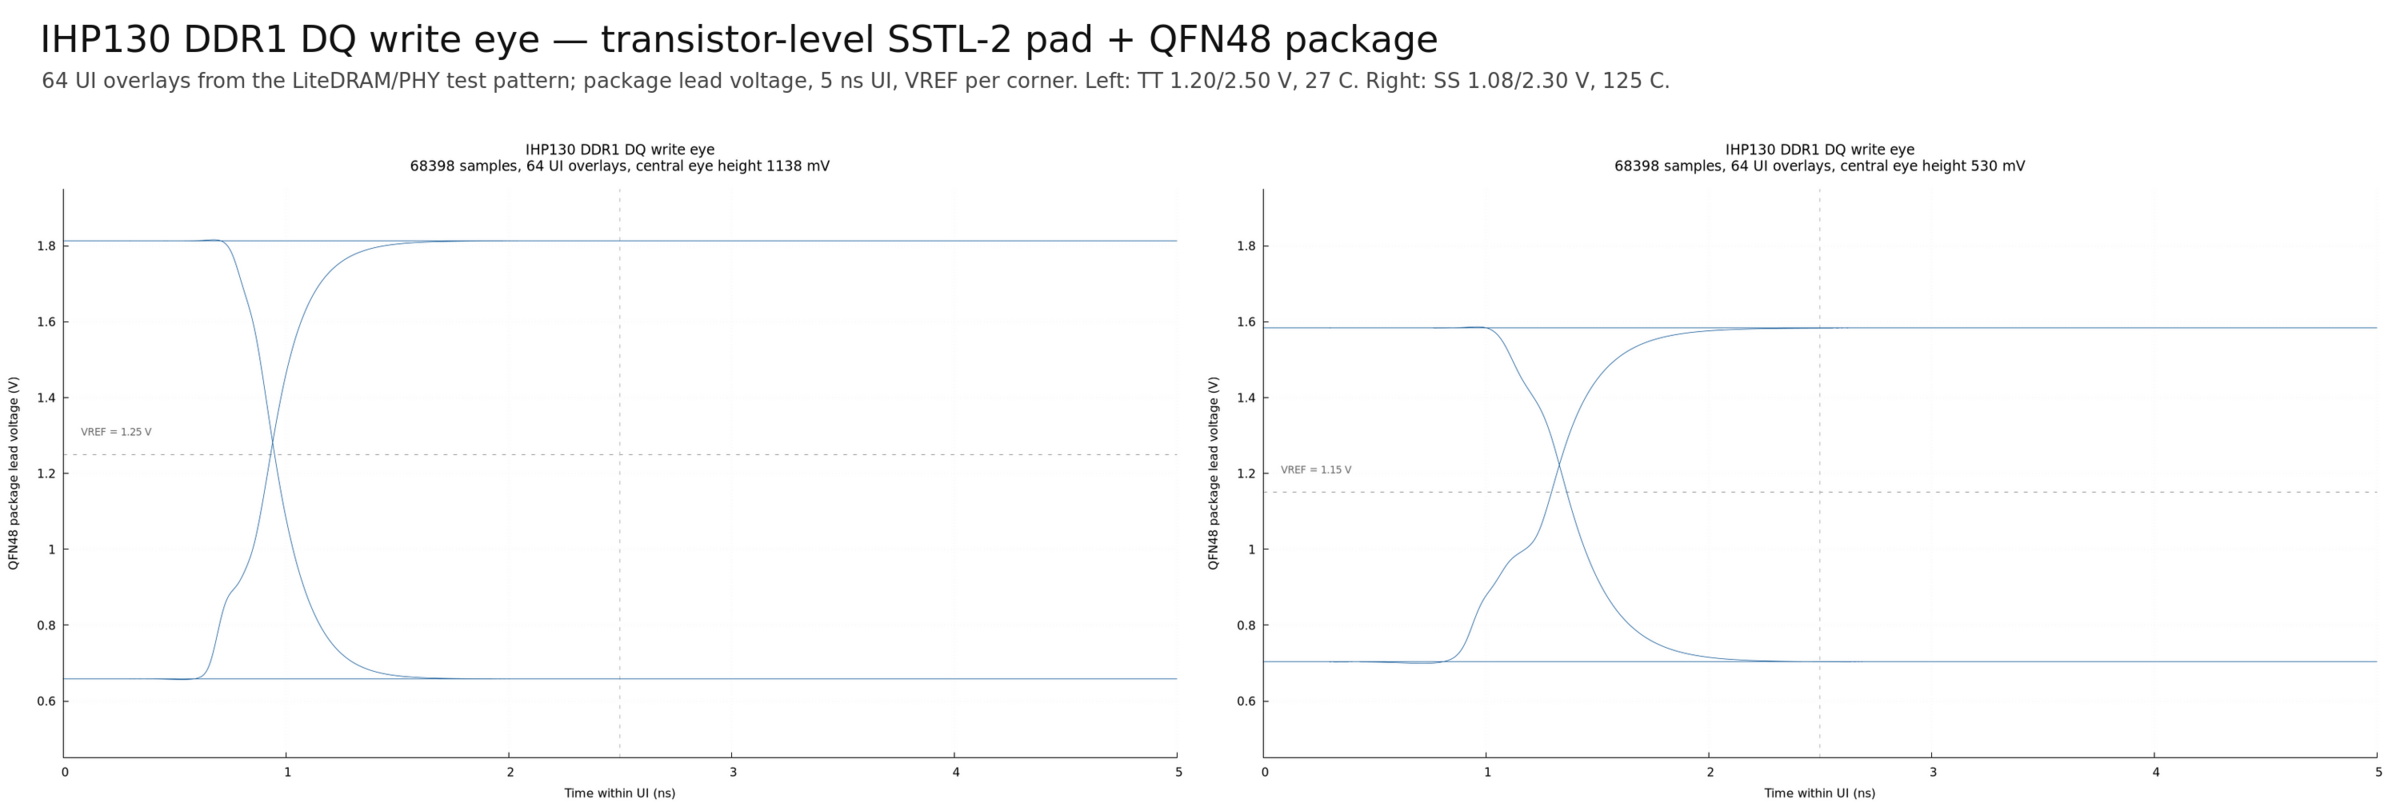 IHP130 DDR1 DQ write eye — transistor-level SSTL-2 pad + QFN48 package
64 UI overlays from the LiteDRAM/PHY test pattern; package lead voltage, 5 ns UI, VREF per corner. Left: TT 1.20/2.50 V, 27 C. Right: SS 1.08/2.30 V, 125 C.
IHP130 DDR1 DQ write eye
68398 samples, 64 UI overlays, central eye height 1138 mV
QFN48 package lead voltage (V)
1.8
1.6
1.4
VREF = 1.25 V
1.2
1
0.8
0.6
0 1 2 3 4 5
Time within UI (ns)
IHP130 DDR1 DQ write eye
68398 samples, 64 UI overlays, central eye height 530 mV
QFN48 package lead voltage (V)
1.8
1.6
1.4
1.2
VREF = 1.15 V
1
0.8
0.6
0 1 2 3 4 5
Time within UI (ns)